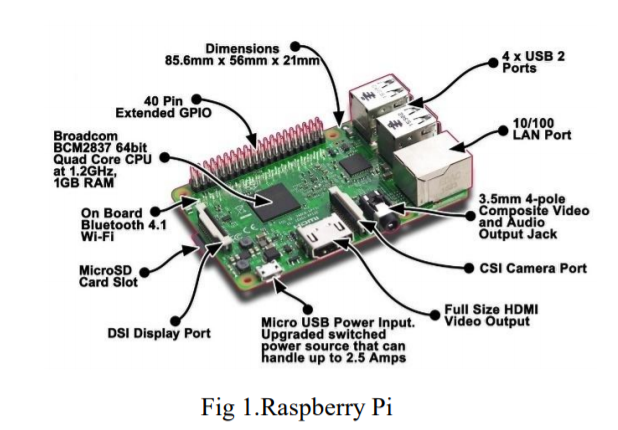 Dimensions
85.6mm x 56mm x 21mm
4 x USB 2
Ports
40 Pin
Extended GPIO
10/100
LAN Port
Broadcom
BCM2837 64bit
Quad Core CPU
at 1.2GHz,
1GB RAM
3.5mm 4-pole
Composite Video
and Audio
Output Jack
On Board
Bluetooth 4.1
Wi-Fi
CSI Camera Port
MicroSD
Card Slot
Full Size HDMI
Video Output
DSI Display Port
Micro USB Power Input.
Upgraded switched
power source that can
handle up to 2.5 Amps
Fig 1.Raspberry Pi